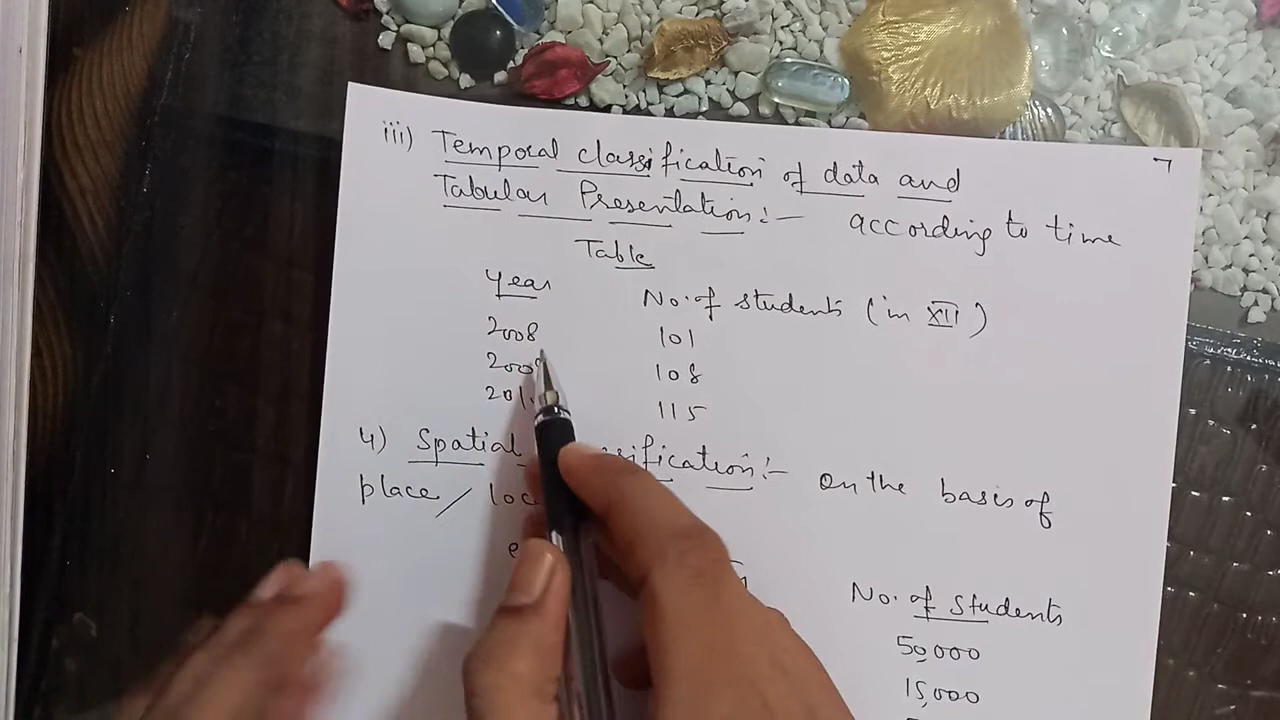 7
iii) Temporal classification of data and
Tabular Presentation:- according to time
Table
Year No. of students (in XII)
2008 101
108
115
4) Spatial :- on the basis of
place/
No. of Students
50,000
15,000